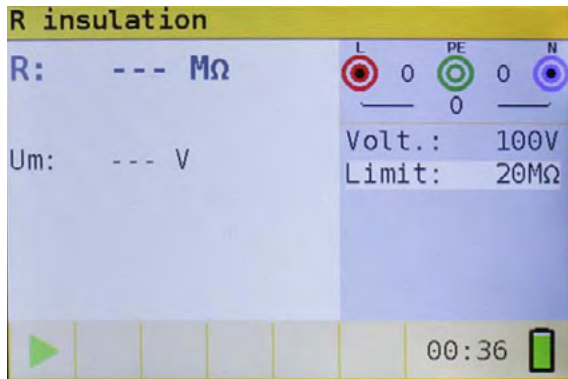 R insulation
L PE N
R: --- MΩ
0 0
0
Um: --- V
Volt.: 100V
Limit: 20MΩ
00:36